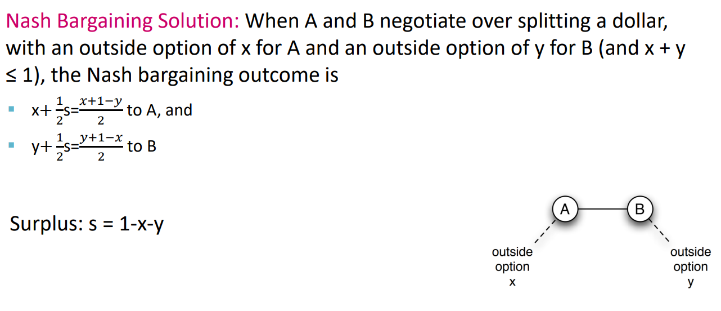 Nash Bargaining Solution: When A and B negotiate over splitting a dollar,
with an outside option of x for A and an outside option of y for B (and x + y
≤ 1), the Nash bargaining outcome is
▪ x+½s=(x+1−y)/2 to A, and
▪ y+½s=(y+1−x)/2 to B
Surplus: s = 1-x-y
A B
outside
option
x
outside
option
y